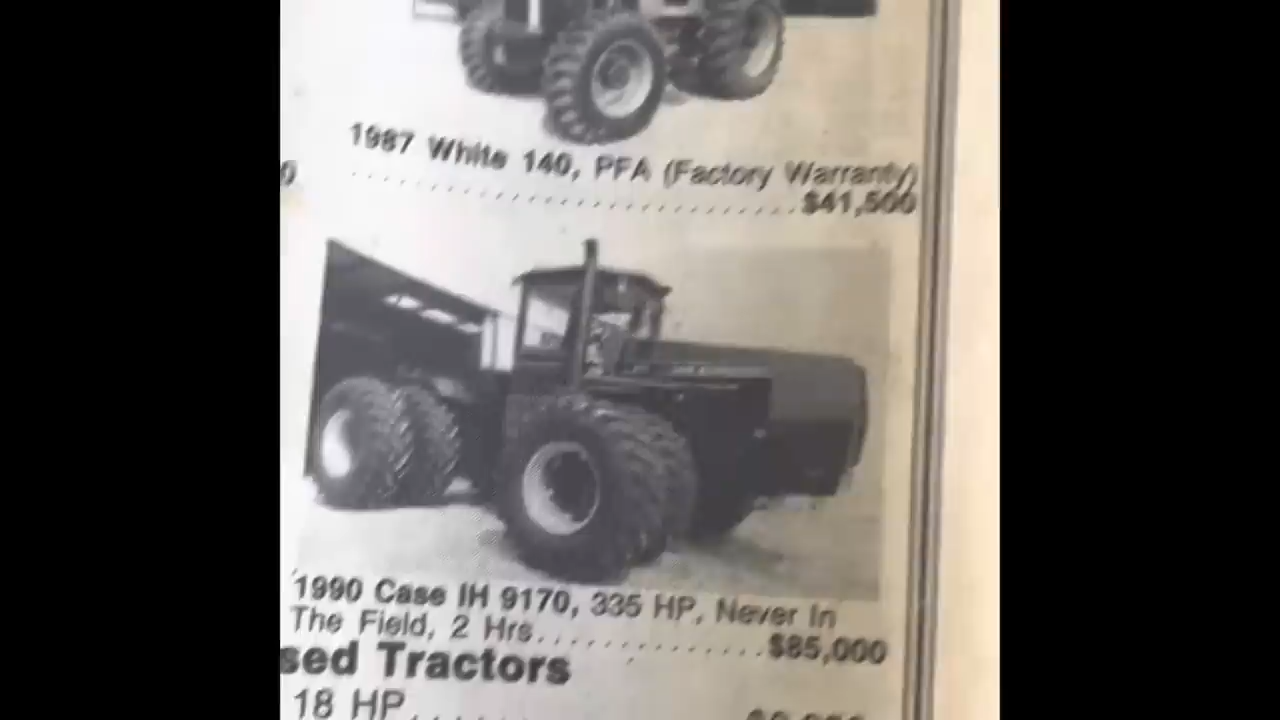 1987 White 140, PFA (Factory Warranty)
0 ..............................$41,500
1990 Case IH 9170, 335 HP, Never In
The Field, 2 Hrs...............$85,000
sed Tractors
18 HP....